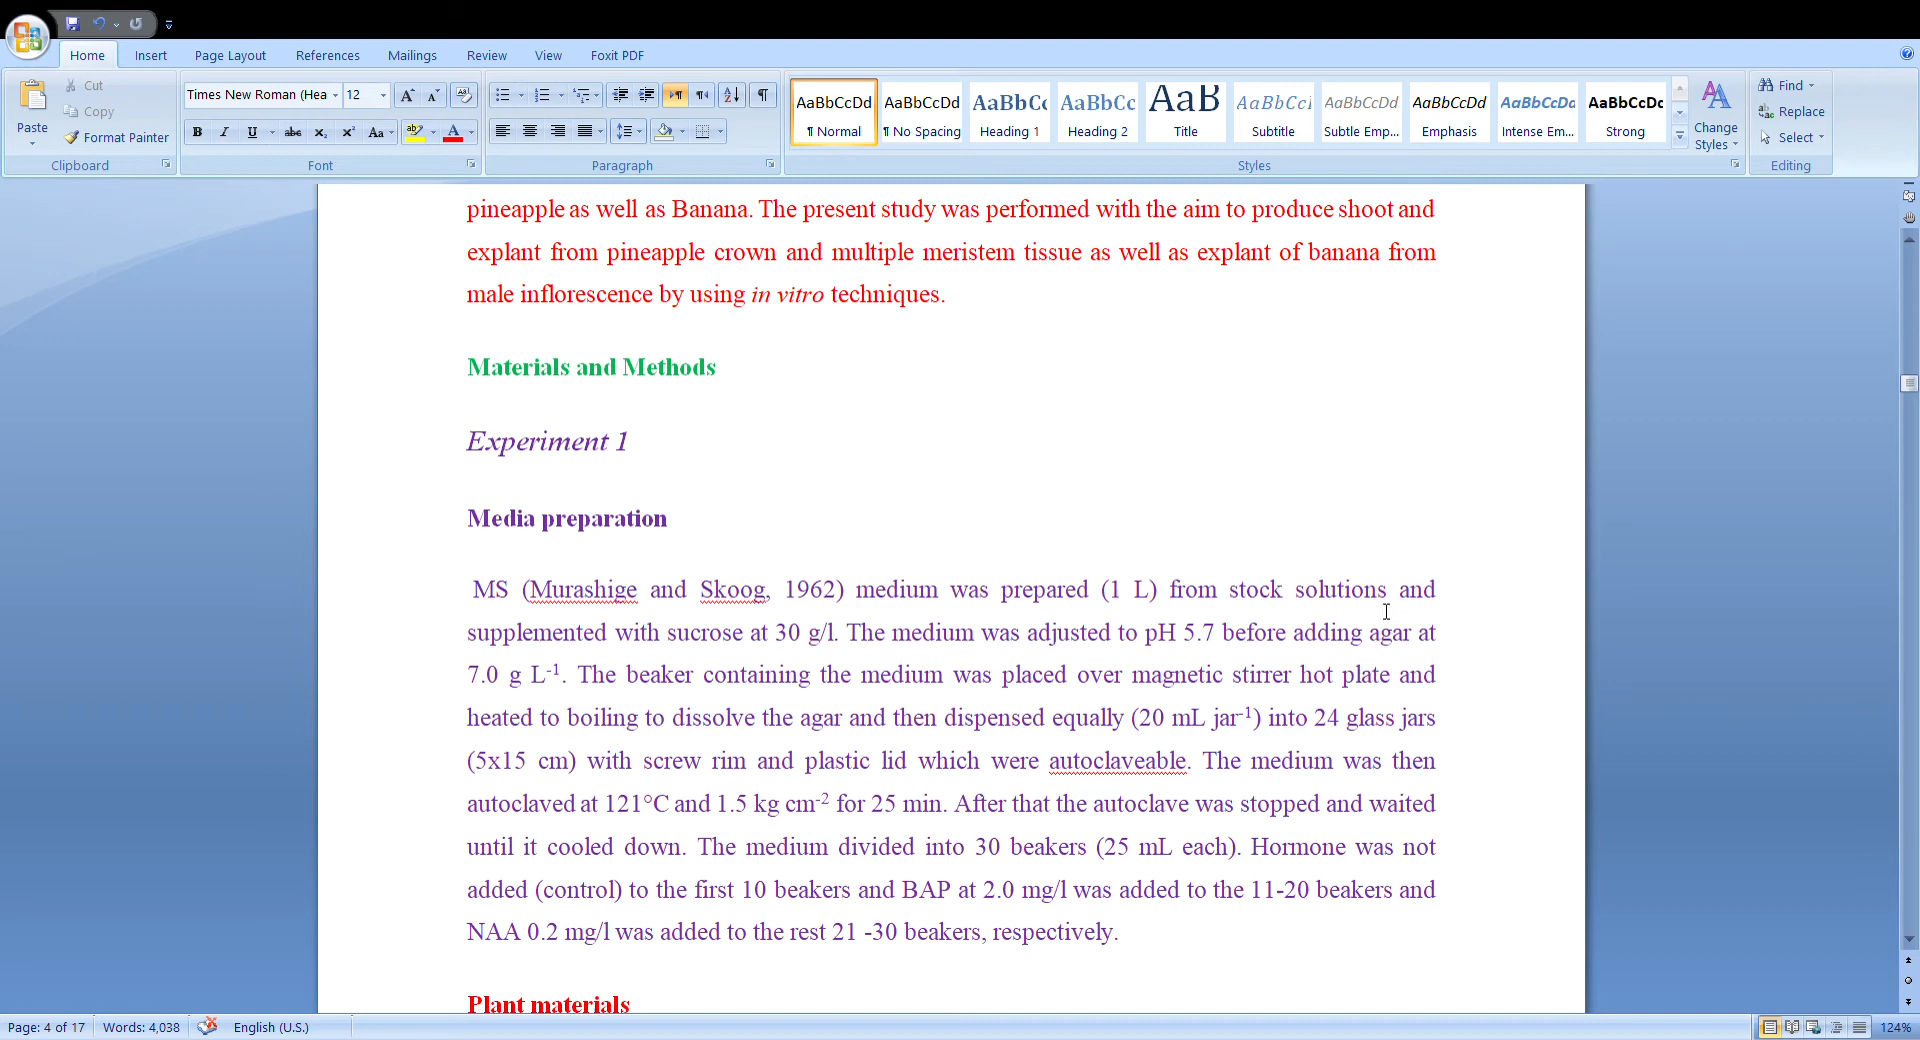 Home Insert Page Layout References Mailings Review View Foxit PDF
Paste
Cut
Copy
Format Painter
Clipboard
Times New Roman (Hea 12
Font
Paragraph
AaBbCcDd AaBbCcDd AaBbCc AaBbCc AaB AaBbCcl AaBbCcDd AaBbCcDd AaBbCcDc AaBbCcDc
¶ Normal ¶ No Spacing Heading 1 Heading 2 Title Subtitle Subtle Emp... Emphasis Intense Em... Strong
Styles
Change
Styles
Find
Replace
Select
Editing
pineapple as well as Banana. The present study was performed with the aim to produce shoot and
explant from pineapple crown and multiple meristem tissue as well as explant of banana from
male inflorescence by using in vitro techniques.
Materials and Methods
Experiment 1
Media preparation
MS (Murashige and Skoog, 1962) medium was prepared (1 L) from stock solutions and
supplemented with sucrose at 30 g/l. The medium was adjusted to pH 5.7 before adding agar at
7.0 g L-1. The beaker containing the medium was placed over magnetic stirrer hot plate and
heated to boiling to dissolve the agar and then dispensed equally (20 mL jar-1) into 24 glass jars
(5x15 cm) with screw rim and plastic lid which were autoclaveable. The medium was then
autoclaved at 121°C and 1.5 kg cm-2 for 25 min. After that the autoclave was stopped and waited
until it cooled down. The medium divided into 30 beakers (25 mL each). Hormone was not
added (control) to the first 10 beakers and BAP at 2.0 mg/l was added to the 11-20 beakers and
NAA 0.2 mg/l was added to the rest 21 -30 beakers, respectively.
Plant materials
Page: 4 of 17 Words: 4,038 English (U.S.) 124%